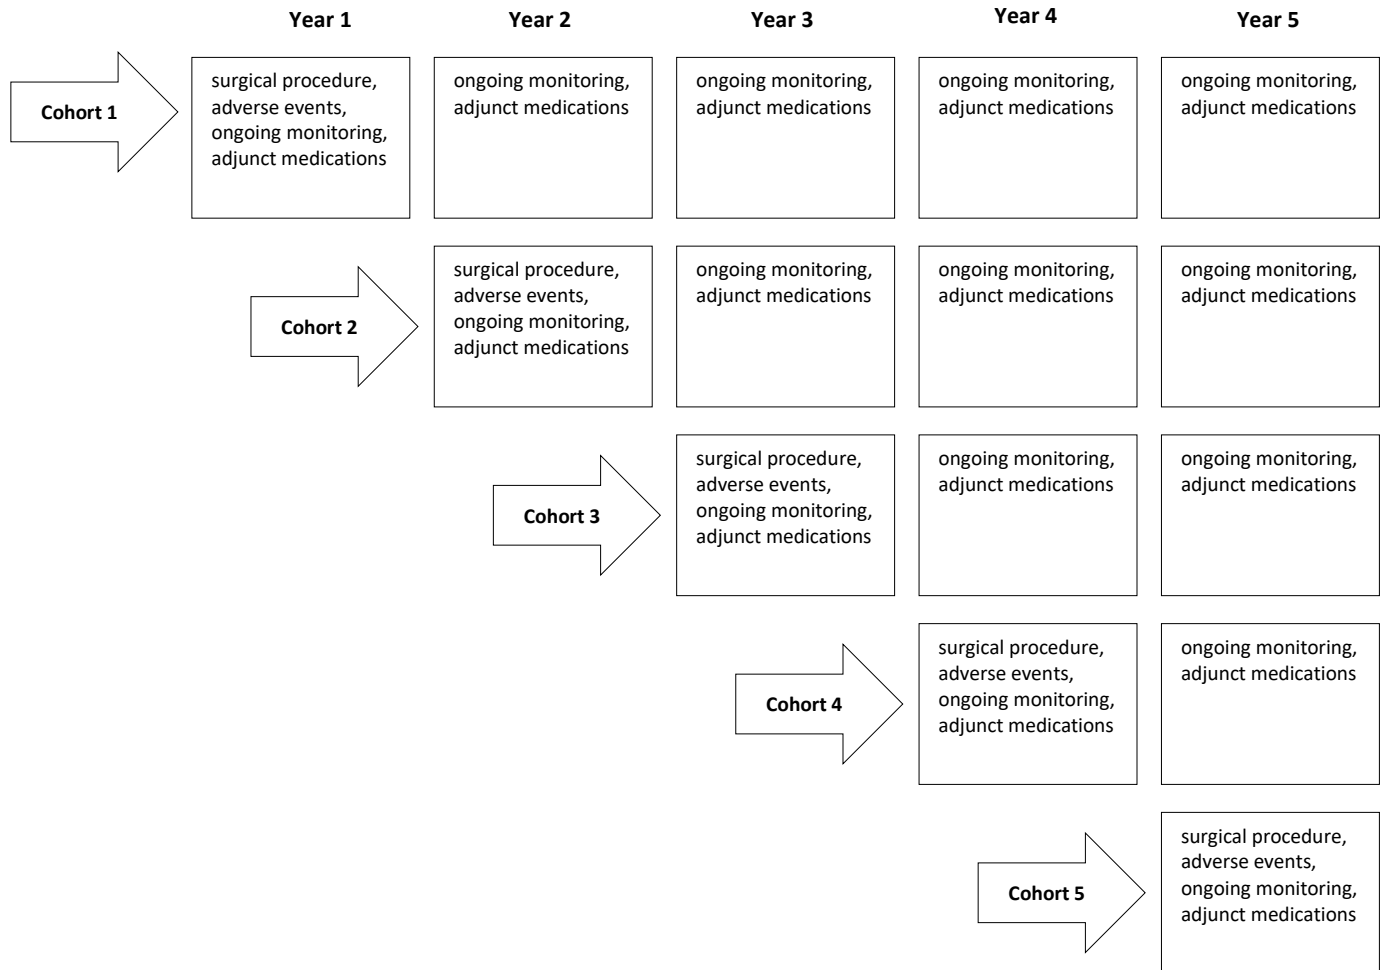 Year 1
Year 2
Year 3
Year 4
Year 5
Cohort 1
surgical procedure,
adverse events,
ongoing monitoring,
adjunct medications
ongoing monitoring,
adjunct medications
ongoing monitoring,
adjunct medications
ongoing monitoring,
adjunct medications
ongoing monitoring,
adjunct medications
Cohort 2
surgical procedure,
adverse events,
ongoing monitoring,
adjunct medications
ongoing monitoring,
adjunct medications
ongoing monitoring,
adjunct medications
ongoing monitoring,
adjunct medications
Cohort 3
surgical procedure,
adverse events,
ongoing monitoring,
adjunct medications
ongoing monitoring,
adjunct medications
ongoing monitoring,
adjunct medications
Cohort 4
surgical procedure,
adverse events,
ongoing monitoring,
adjunct medications
ongoing monitoring,
adjunct medications
Cohort 5
surgical procedure,
adverse events,
ongoing monitoring,
adjunct medications